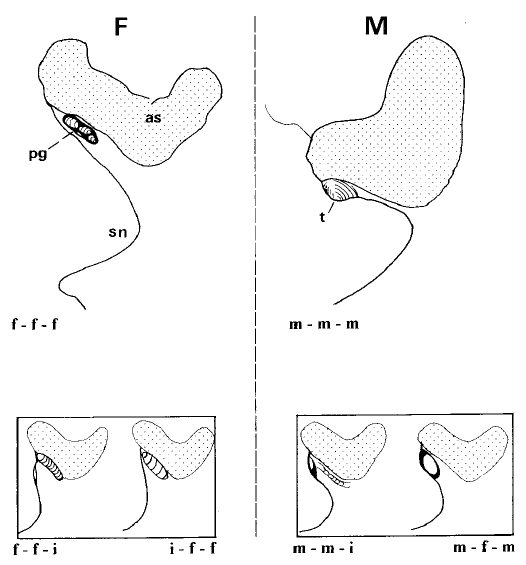 F
M
as
pg
t
sn
f - f - f
m - m - m
f - f - i
i - f - f
m - m - i
m - f - m